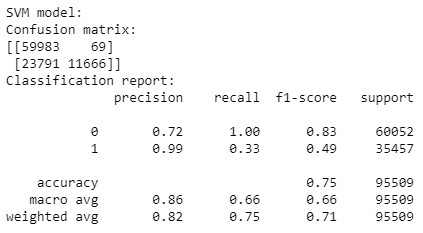 SVM model:
Confusion matrix:
[[59983    69]
 [23791 11666]]
Classification report:
              precision    recall  f1-score   support

           0       0.72      1.00      0.83     60052
           1       0.99      0.33      0.49     35457

    accuracy                           0.75     95509
   macro avg       0.86      0.66      0.66     95509
weighted avg       0.82      0.75      0.71     95509